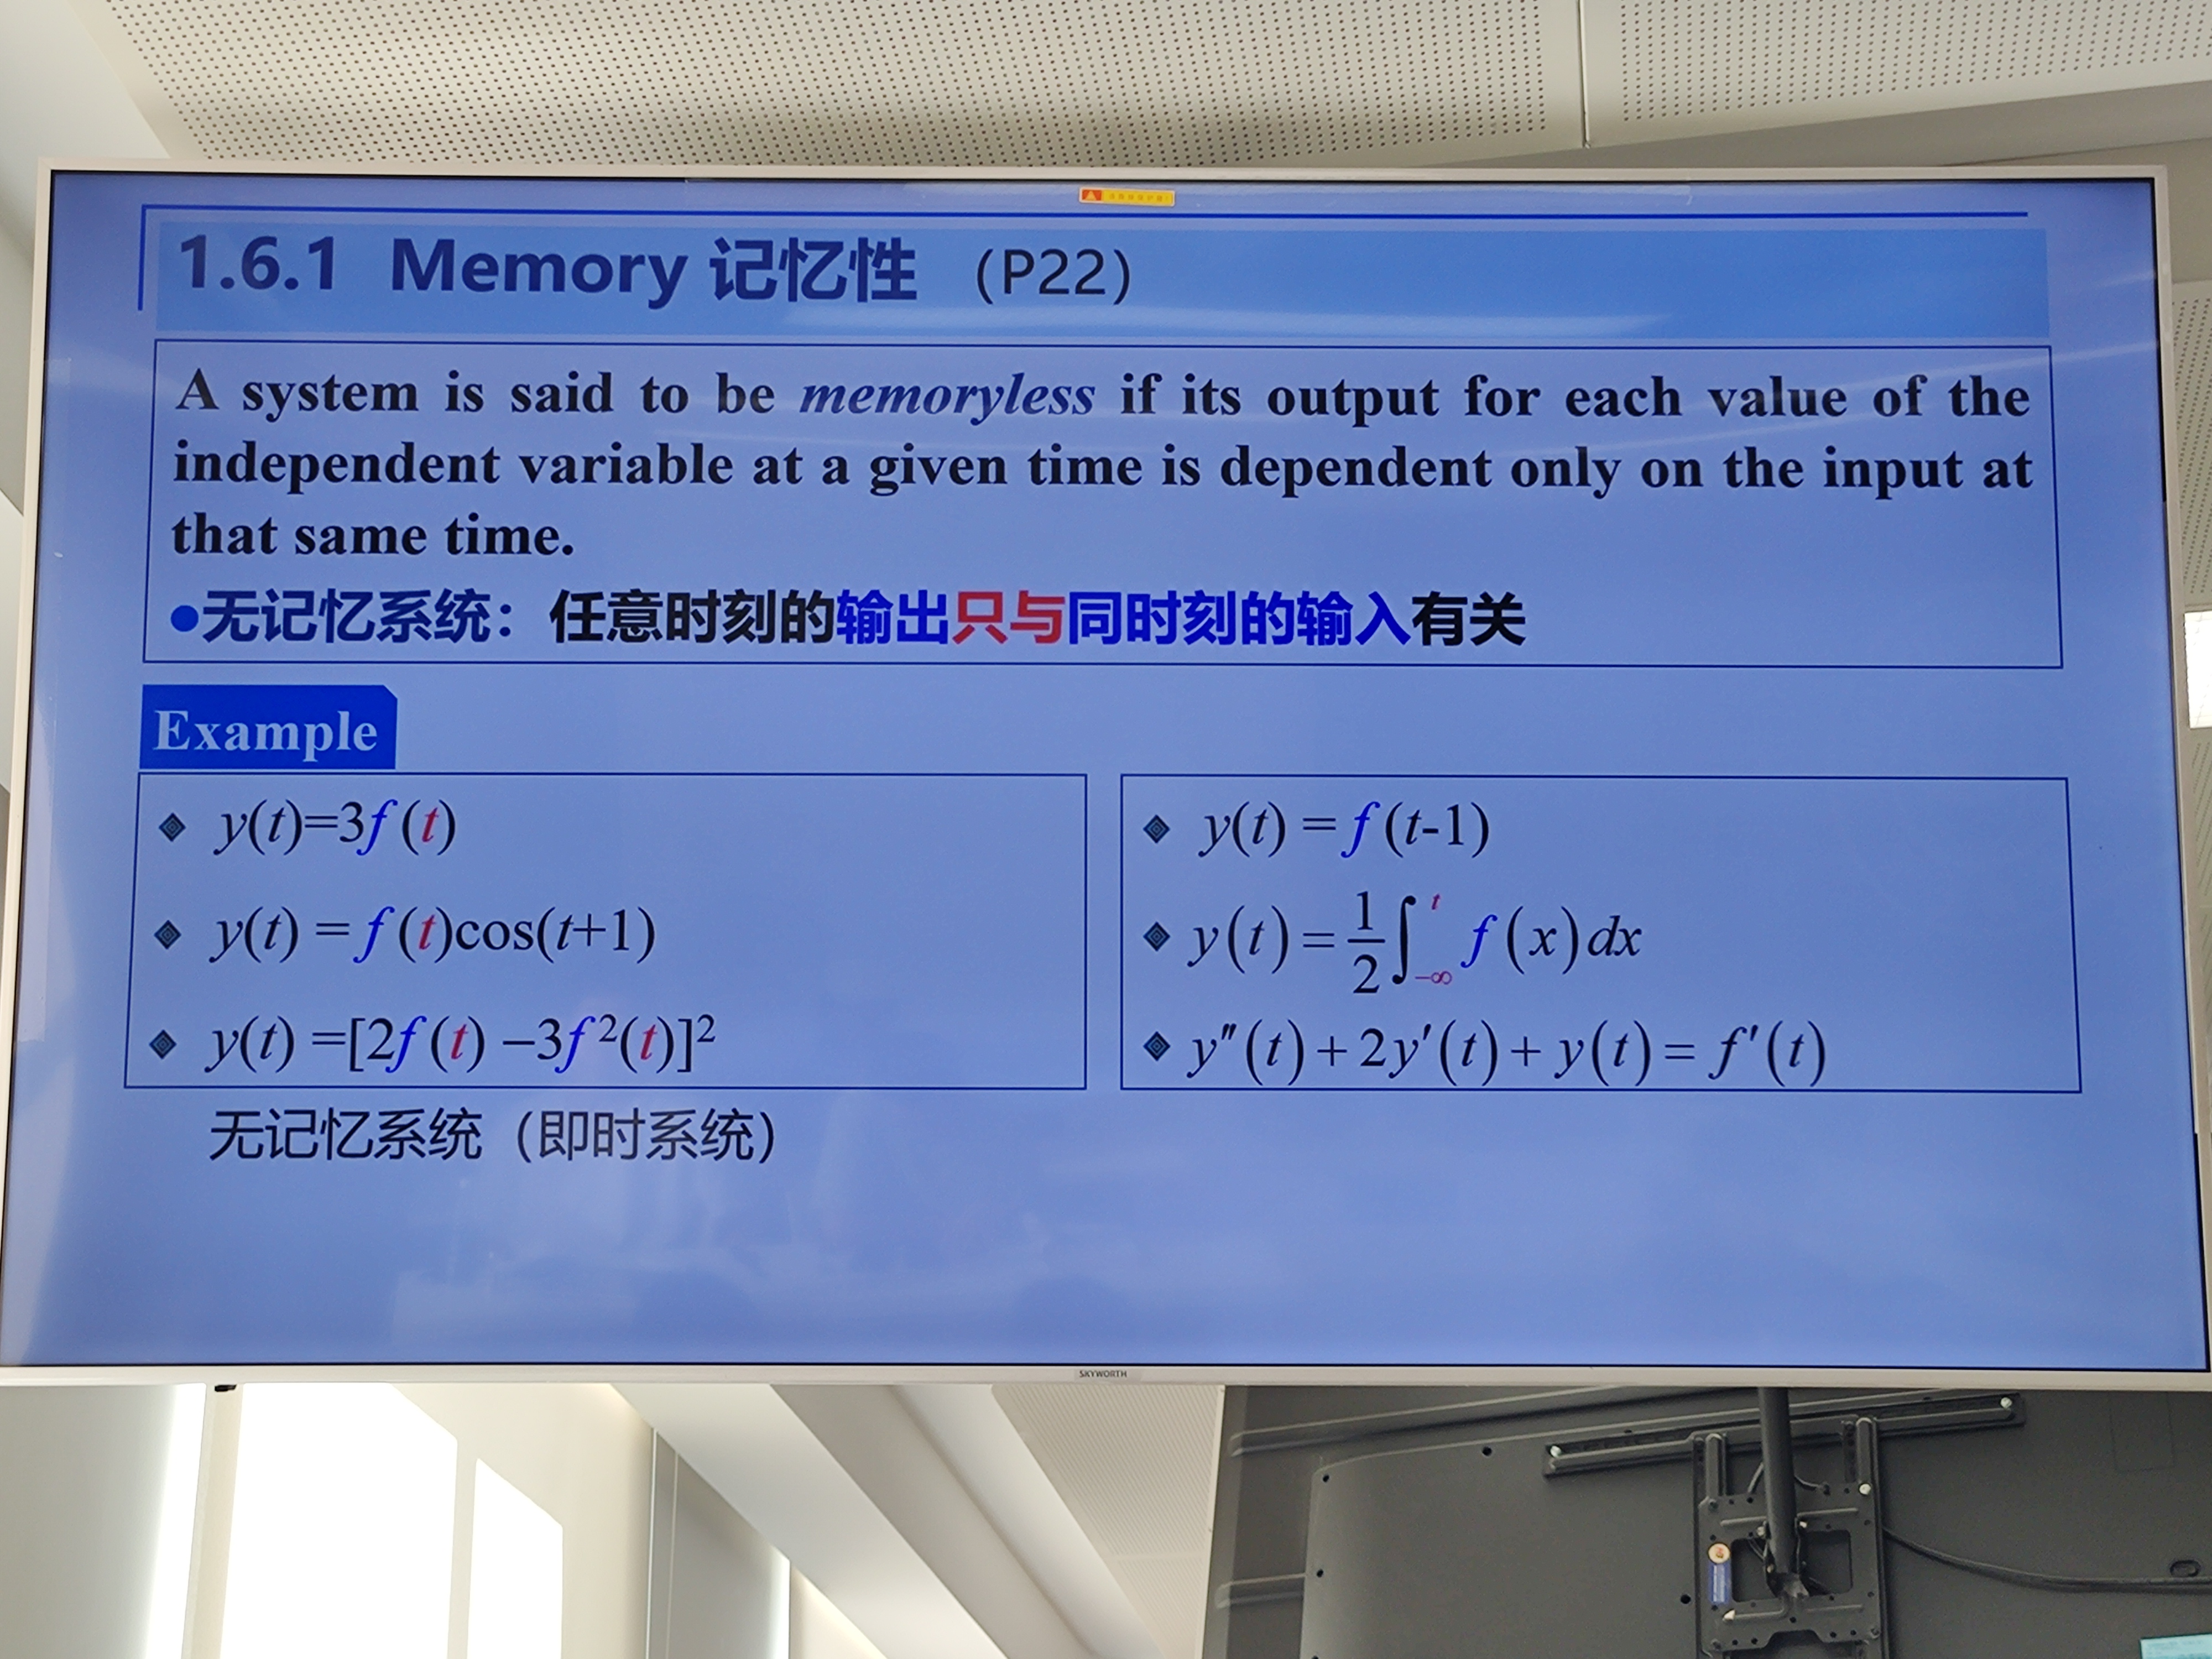 1.6.1 Memory 记忆性 （P22）
A system is said to be memoryless if its output for each value of the
independent variable at a given time is dependent only on the input at
that same time.
●无记忆系统：任意时刻的输出只与同时刻的输入有关
Example
y(t)=3f (t)
y(t) = f (t)cos(t+1)
y(t) =[2f (t) –3f ²(t)]²
无记忆系统（即时系统）
y(t) = f (t-1)
y(t) = 1/2 ∫_{-∞}^{t} f (x) dx
y″(t) + 2y′(t) + y(t) = f′(t)
SKYWORTH